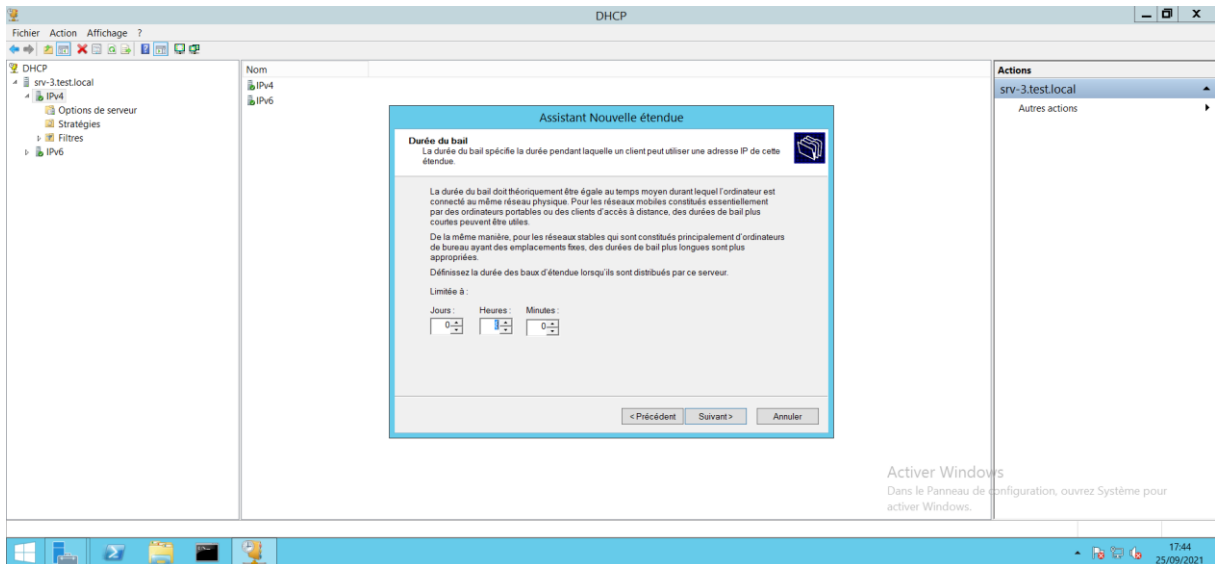 DHCP
Fichier Action Affichage ?
DHCP
srv-3.test.local
IPv4
Options de serveur
Stratégies
Filtres
IPv6
Nom
IPv4
IPv6
Assistant Nouvelle étendue
Durée du bail
La durée du bail spécifie la durée pendant laquelle un client peut utiliser une adresse IP de cette
étendue.
La durée du bail doit théoriquement être égale au temps moyen durant lequel l'ordinateur est
connecté au même réseau physique. Pour les réseaux mobiles constitués essentiellement
par des ordinateurs portables ou des clients d'accès à distance, des durées de bail plus
courtes peuvent être utiles.
De la même manière, pour les réseaux stables qui sont constitués principalement d'ordinateurs
de bureau ayant des emplacements fixes, des durées de bail plus longues sont plus
appropriées.
Définissez la durée des baux d'étendue lorsqu'ils sont distribués par ce serveur.
Limitée à :
Jours : Heures : Minutes :
0 0
< Précédent Suivant > Annuler
Actions
srv-3.test.local
Autres actions
Activer Windows
Dans le Panneau de configuration, ouvrez Système pour
activer Windows.
17:44
25/09/2021